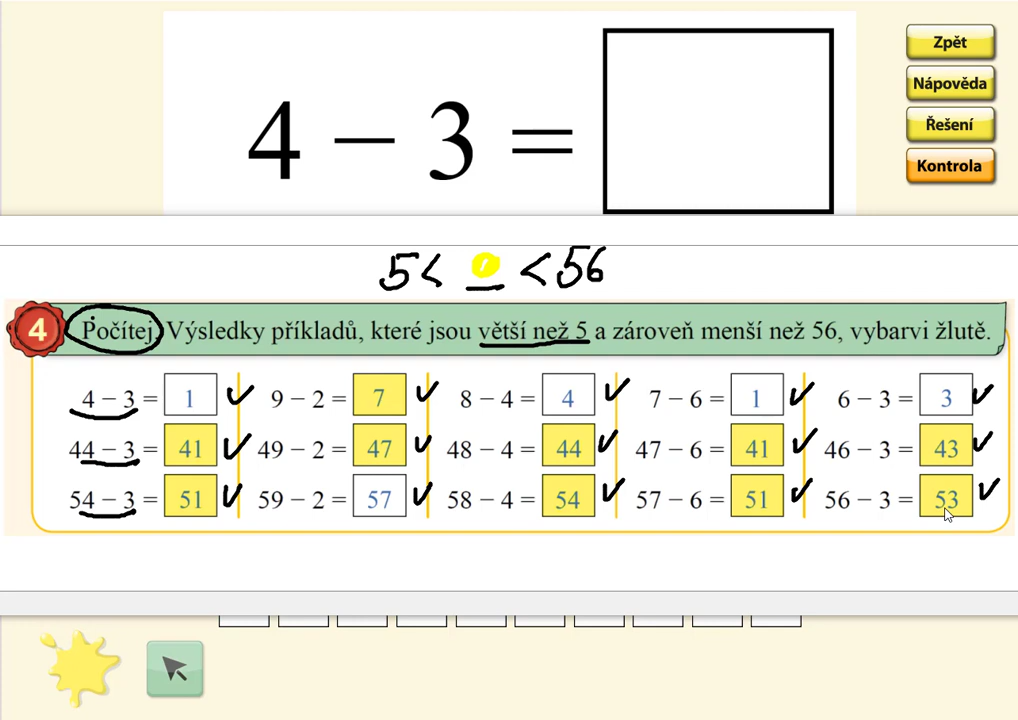 4 – 3 =
Zpět
Nápověda
Řešení
Kontrola
5 < _ < 56
4 Počítej. Výsledky příkladů, které jsou větší než 5 a zároveň menší než 56, vybarvi žlutě.
4 – 3 = 1 9 – 2 = 7 8 – 4 = 4 7 – 6 = 1 6 – 3 = 3
44 – 3 = 41 49 – 2 = 47 48 – 4 = 44 47 – 6 = 41 46 – 3 = 43
54 – 3 = 51 59 – 2 = 57 58 – 4 = 54 57 – 6 = 51 56 – 3 = 53